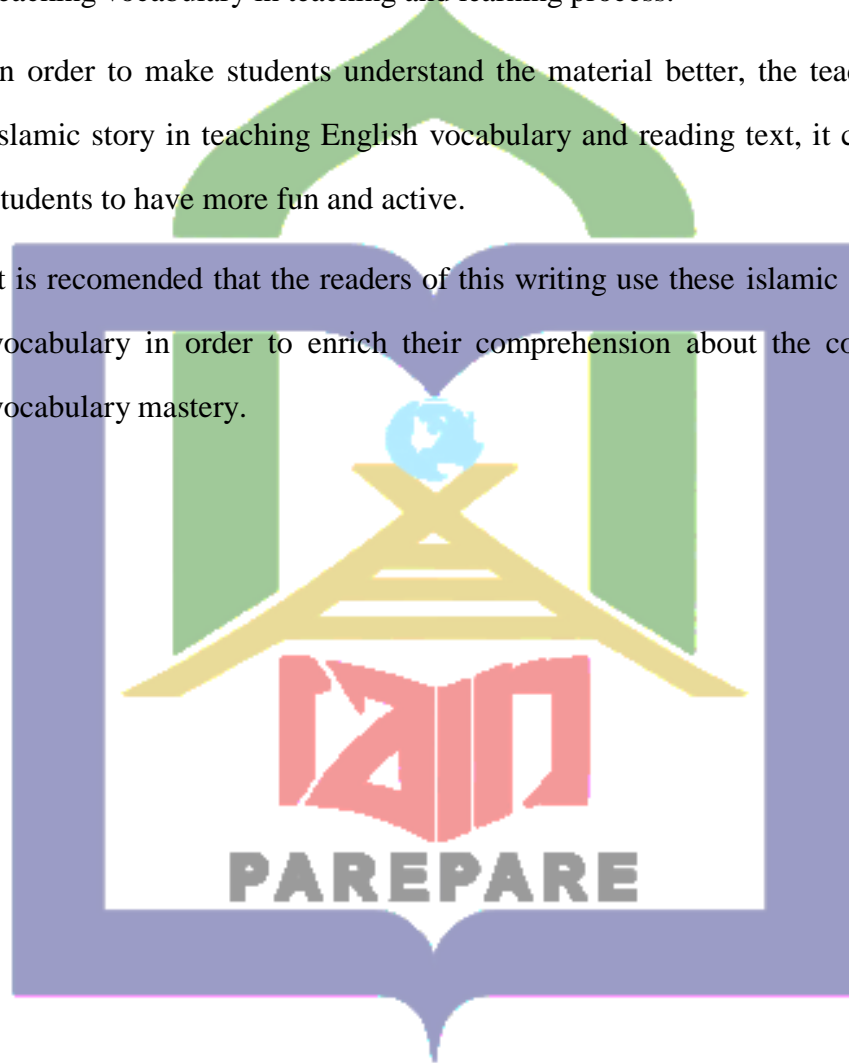 eaching vocabulary in teaching and learning process.
n order to make students understand the material better, the teac
slamic story in teaching English vocabulary and reading text, it c
tudents to have more fun and active.
t is recomended that the readers of this writing use these islamic
vocabulary in order to enrich their comprehension about the co
vocabulary mastery.
iain
PAREPARE